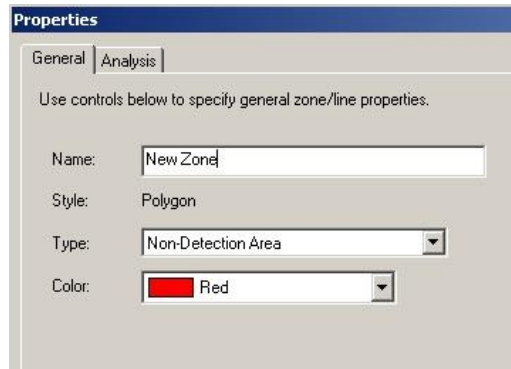 Properties
General Analysis
Use controls below to specify general zone/line properties.
Name: New Zone
Style: Polygon
Type: Non-Detection Area
Color: Red